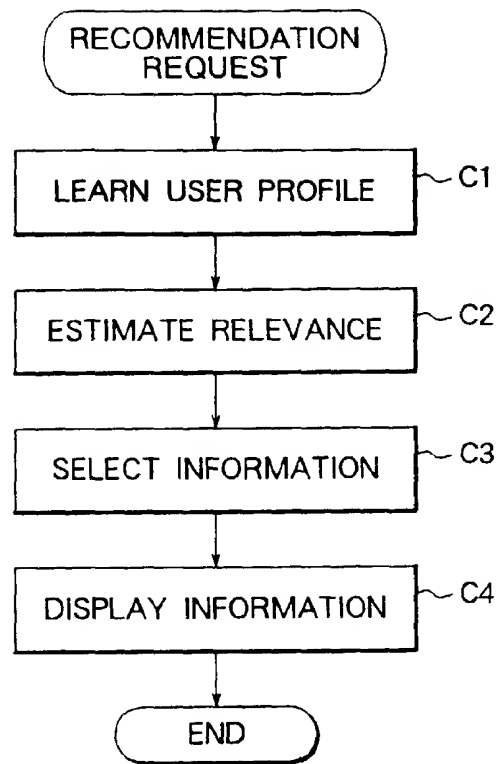 RECOMMENDATION
REQUEST
LEARN USER PROFILE
C1
ESTIMATE RELEVANCE
C2
SELECT INFORMATION
C3
DISPLAY INFORMATION
C4
END